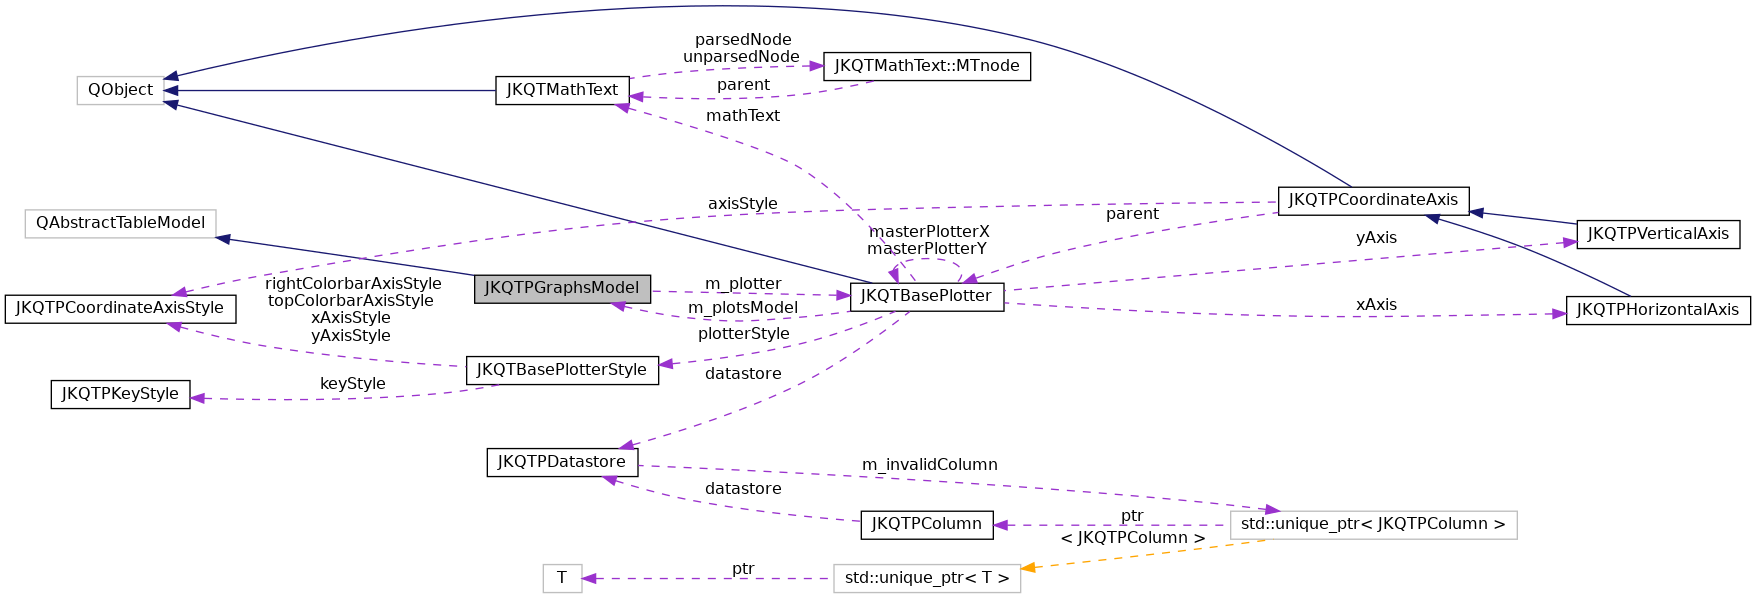 parsedNode
unparsedNode
JKQTMathText::MTnode
QObject
JKQTMathText
parent
mathText
JKQTPCoordinateAxis
axisStyle
parent
QAbstractTableModel
masterPlotterX
masterPlotterY
yAxis
JKQTPVerticalAxis
rightColorbarAxisStyle
topColorbarAxisStyle
xAxisStyle
yAxisStyle
JKQTPGraphsModel
m_plotter
JKQTBasePlotter
JKQTPCoordinateAxisStyle
m_plotsModel
xAxis
JKQTPHorizontalAxis
plotterStyle
JKQTBasePlotterStyle
datastore
keyStyle
JKQTPKeyStyle
JKQTPDatastore
m_invalidColumn
datastore
JKQTPColumn
ptr
std::unique_ptr< JKQTPColumn >
< JKQTPColumn >
T
ptr
std::unique_ptr< T >